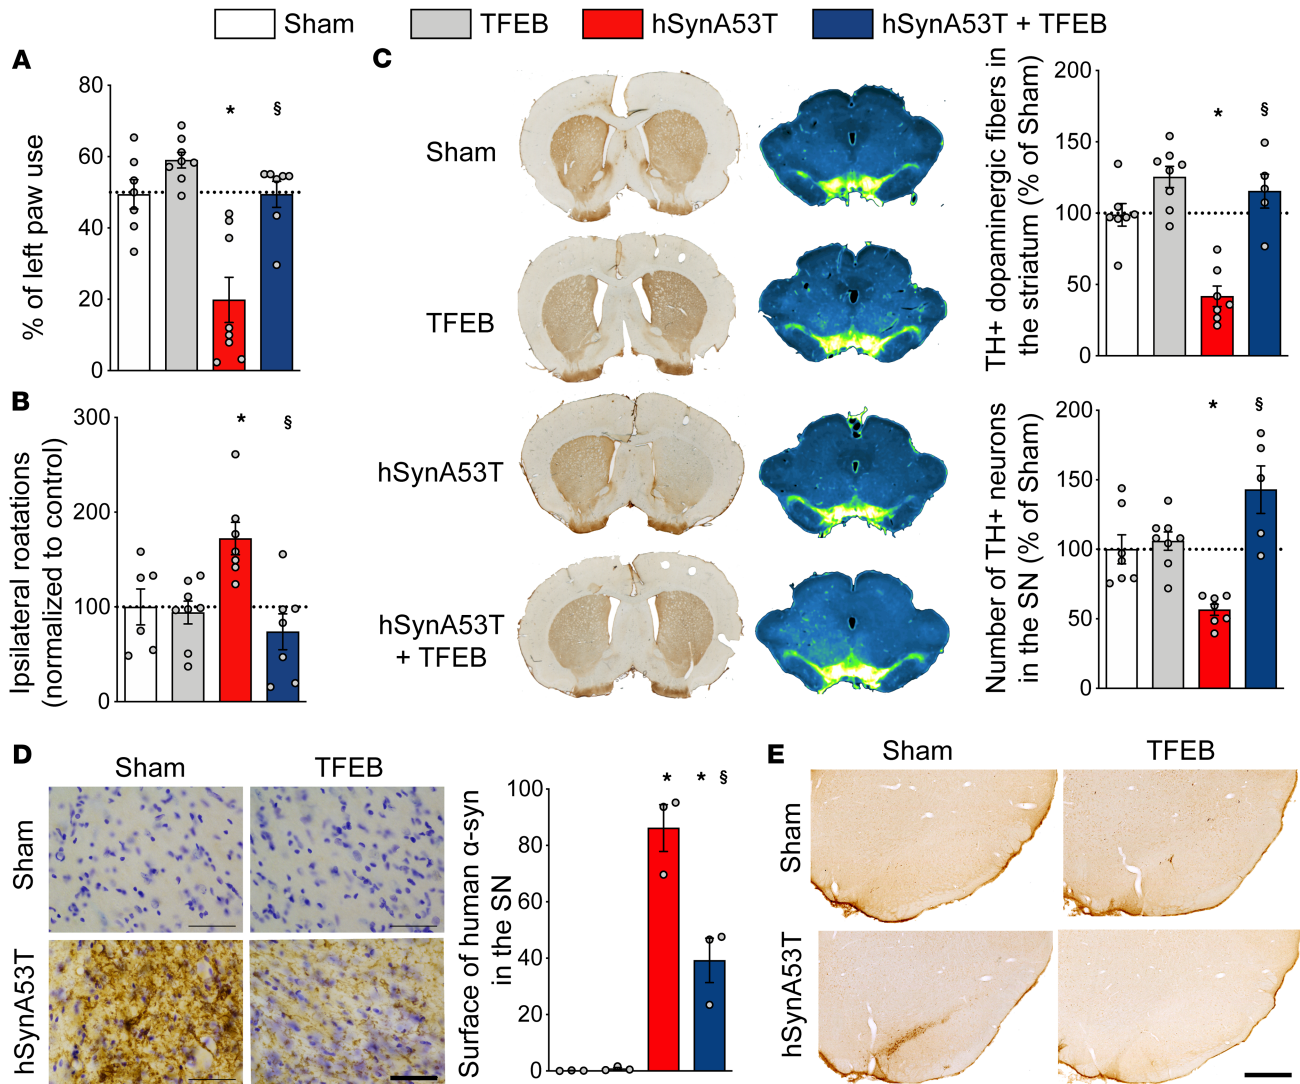 Sham TFEB hSynA53T hSynA53T + TFEB
A
% of left paw use
80
60
40
20
0
* §
B
Ipsilateral roatations
(normalized to control)
300
200
100
0
* §
C
Sham
TFEB
hSynA53T
hSynA53T
+ TFEB
TH+ dopaminergic fibers in
the striatum (% of Sham)
200
150
100
50
0
* §
Number of TH+ neurons
in the SN (% of Sham)
200
150
100
50
0
* §
D
Sham TFEB
Sham
hSynA53T
Surface of human α-syn
in the SN
100
80
60
40
20
0
* * §
E
Sham TFEB
Sham
hSynA53T